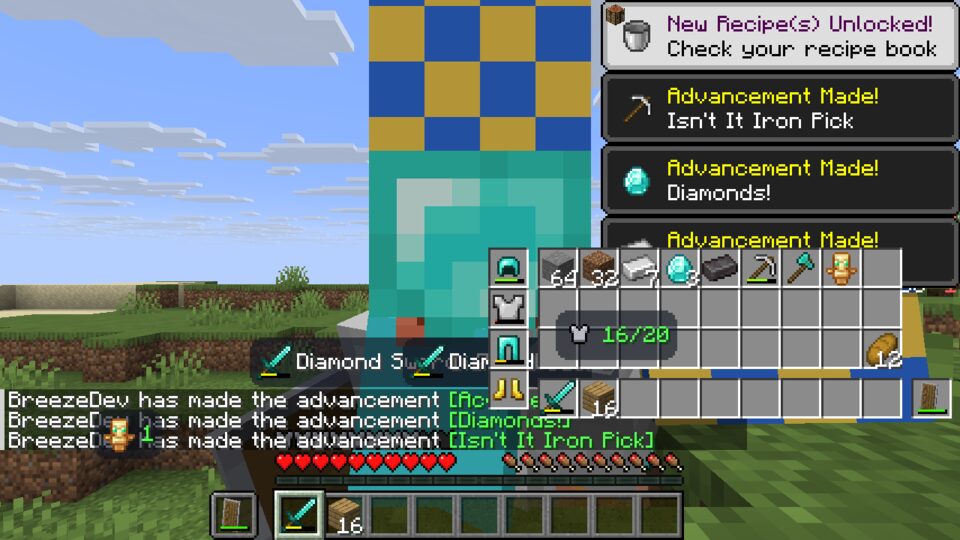 New Recipe(s) Unlocked!
Check your recipe book
Advancement Made!
Isn't It Iron Pick
Advancement Made!
Diamonds!
Advancement Made!
64 32 7 3
16/20
12
Diamond
16
BreezeDev has made the advancement
BreezeDev has made the advancement [Diamonds!]
has made the advancement [Isn't It Iron Pick]
1
16